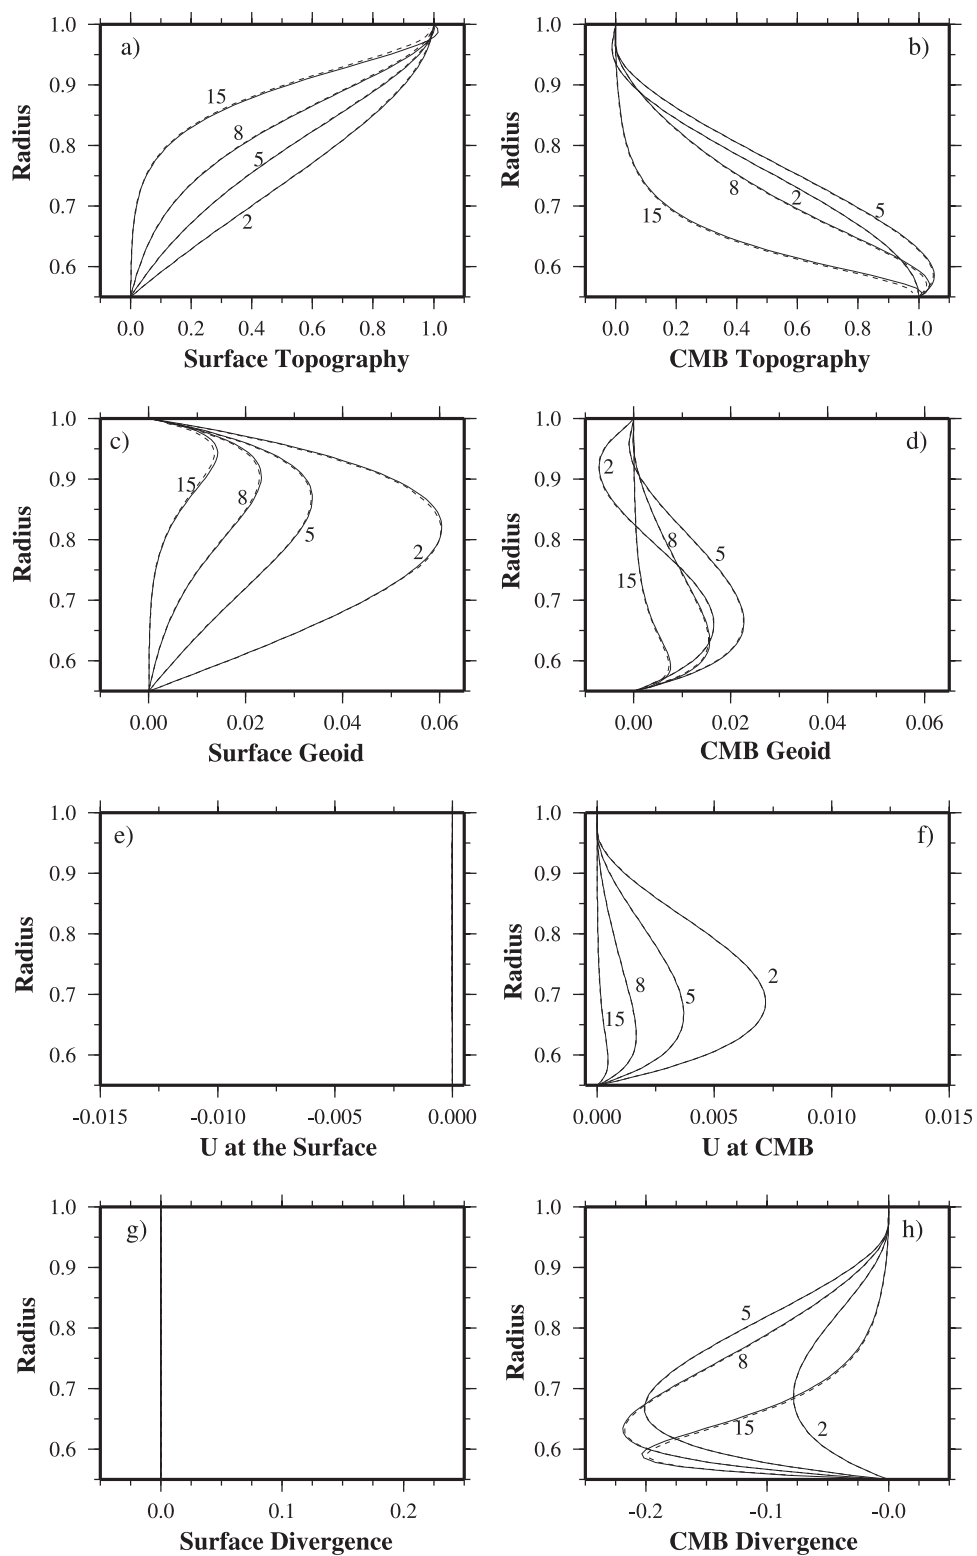 a)
1.0
0.9
0.8
0.7
0.6
Radius
15
8
5
2
0.0 0.2 0.4 0.6 0.8 1.0
Surface Topography
b)
1.0
0.9
0.8
0.7
0.6
Radius
15
8
2
5
0.0 0.2 0.4 0.6 0.8 1.0
CMB Topography
c)
1.0
0.9
0.8
0.7
0.6
Radius
15
8
5
2
0.00 0.02 0.04 0.06
Surface Geoid
d)
1.0
0.9
0.8
0.7
0.6
Radius
2
8
5
15
0.00 0.02 0.04 0.06
CMB Geoid
e)
1.0
0.9
0.8
0.7
0.6
Radius
-0.015 -0.010 -0.005 0.000
U at the Surface
f)
1.0
0.9
0.8
0.7
0.6
Radius
2
8
5
15
0.000 0.005 0.010 0.015
U at CMB
g)
1.0
0.9
0.8
0.7
0.6
Radius
0.0 0.1 0.2
Surface Divergence
h)
1.0
0.9
0.8
0.7
0.6
Radius
5
8
15
2
-0.2 -0.1 -0.0
CMB Divergence